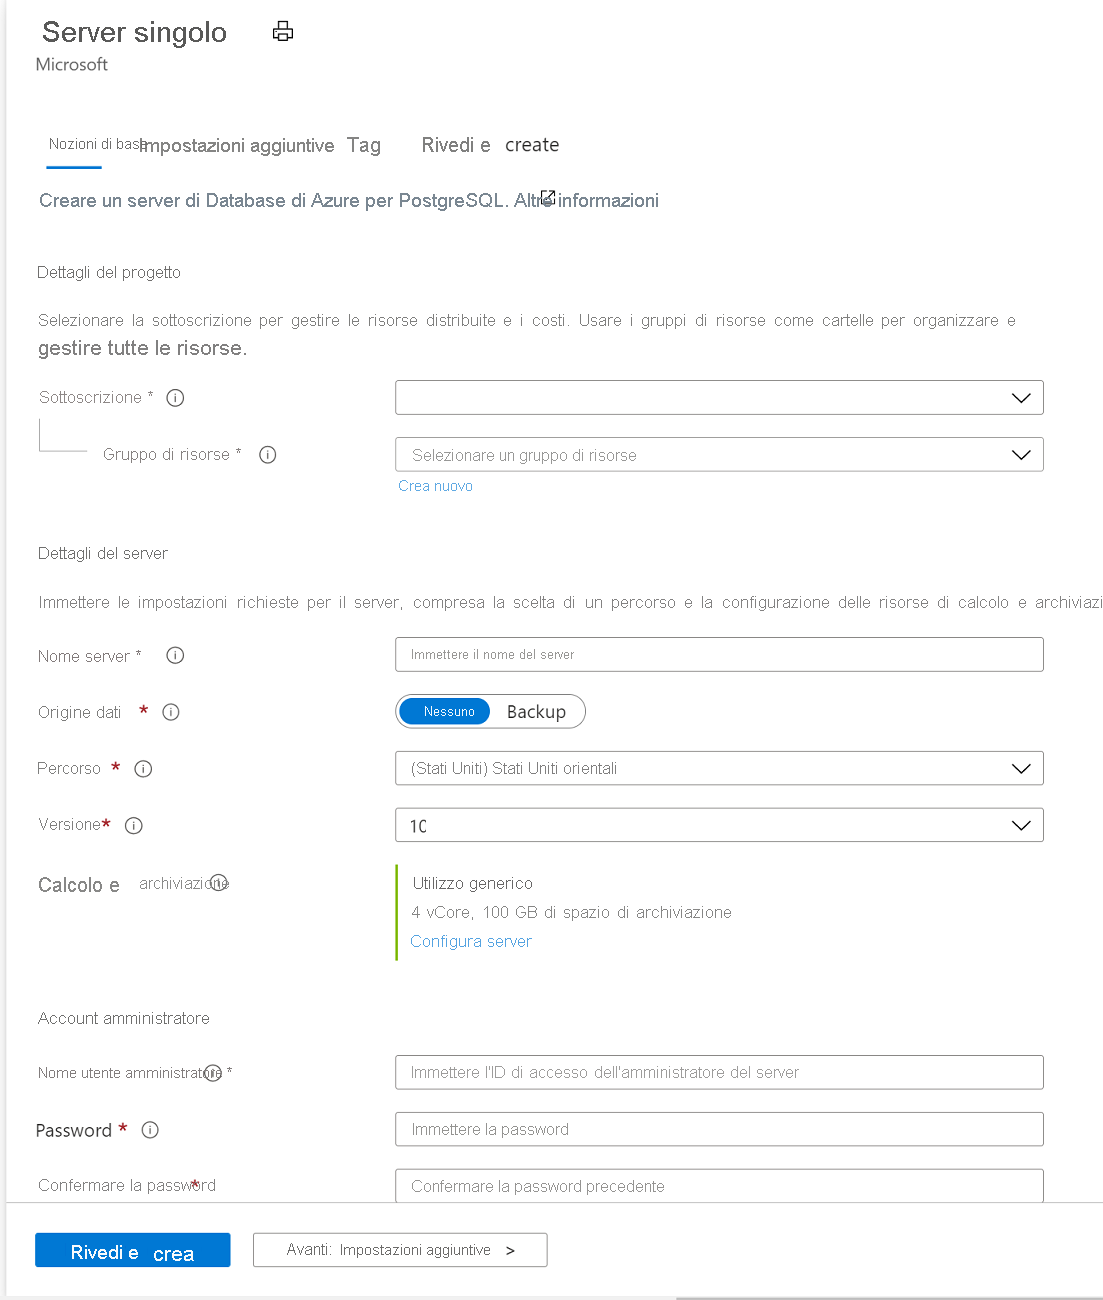 Server singolo
Microsoft
Nozioni di base Impostazioni aggiuntive Tag Rivedi e create
Creare un server di Database di Azure per PostgreSQL. Altre informazioni
Dettagli del progetto
Selezionare la sottoscrizione per gestire le risorse distribuite e i costi. Usare i gruppi di risorse come cartelle per organizzare e
gestire tutte le risorse.
Sottoscrizione *
Gruppo di risorse * Selezionare un gruppo di risorse
Crea nuovo
Dettagli del server
Immettere le impostazioni richieste per il server, compresa la scelta di un percorso e la configurazione delle risorse di calcolo e archiviazi
Nome server * Immettere il nome del server
Origine dati * Nessuno Backup
Percorso * (Stati Uniti) Stati Uniti orientali
Versione* 10
Calcolo e archiviazione Utilizzo generico
4 vCore, 100 GB di spazio di archiviazione
Configura server
Account amministratore
Nome utente amministratore * Immettere l'ID di accesso dell'amministratore del server
Password * Immettere la password
Confermare la password * Confermare la password precedente
Rivedi e crea Avanti: Impostazioni aggiuntive >